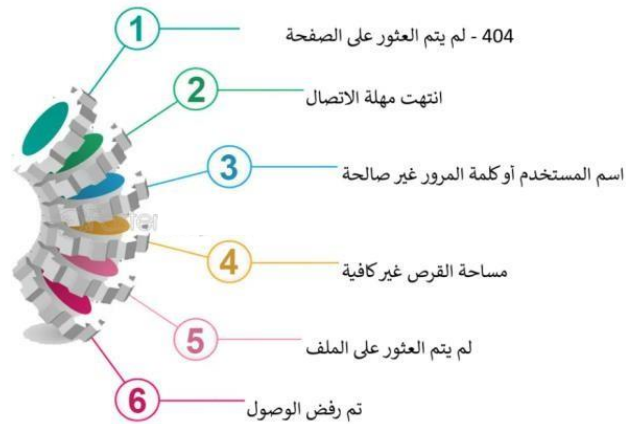 1
404 - لم يتم العثور على الصفحة
2
انتهت مهلة الاتصال
3
اسم المستخدم أو كلمة المرور غير صالحة
4
مساحة القرص غير كافية
5
لم يتم العثور على الملف
6
تم رفض الوصول